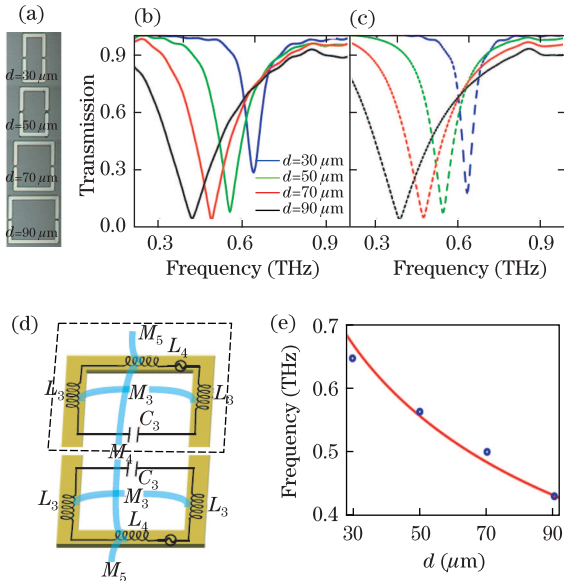 (a)
d=30 μm
d=50 μm
d=70 μm
d=90 μm
(b)
Transmission
0.9
0.6
0.3
0.0
0.3 0.6 0.9
Frequency (THz)
d=30 μm
d=50 μm
d=70 μm
d=90 μm
(c)
0.3 0.6 0.9
Frequency (THz)
(d)
M5
L4
L3 M3 L3
C3
M4
C3
L3 M3 L3
L4
M5
(e)
Frequency (THz)
0.7
0.6
0.5
0.4
30 50 70 90
d (μm)